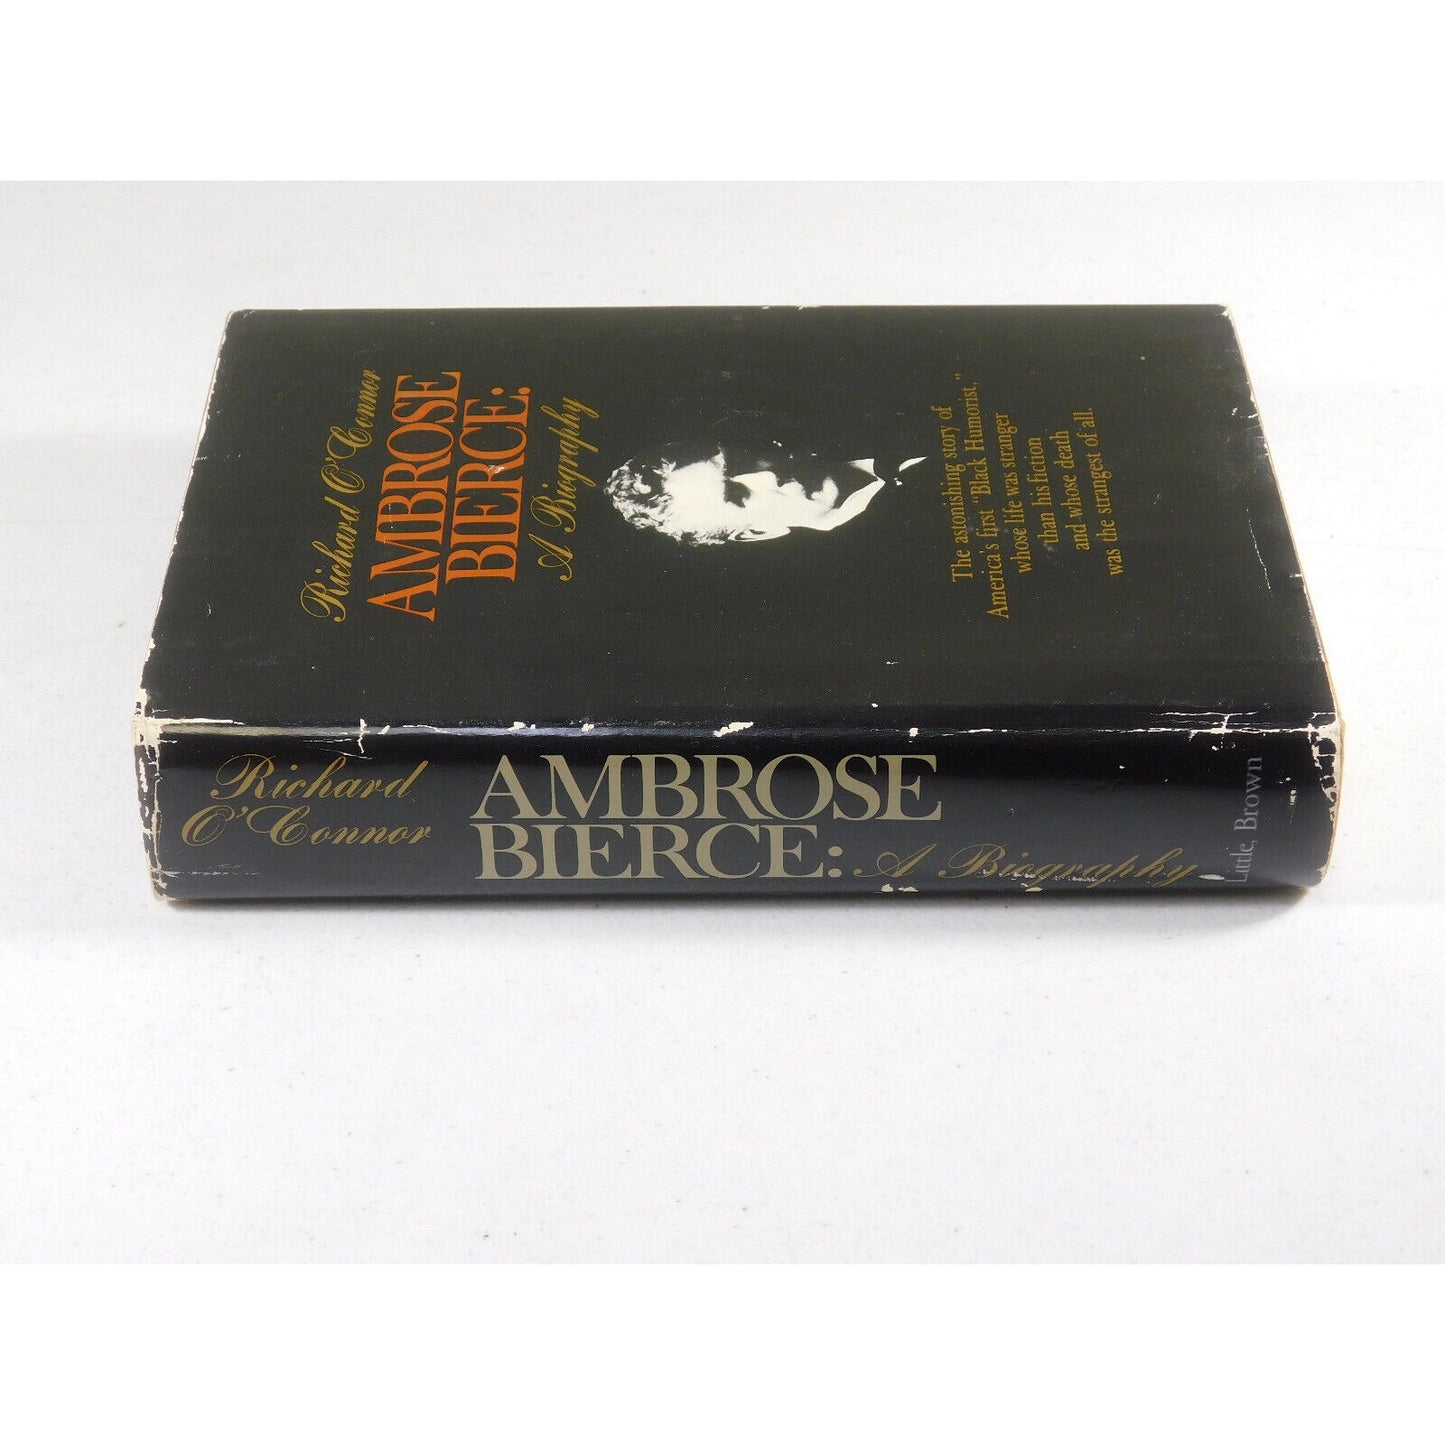 Richard O'Connor
AMBROSE
BIERCE:
A Biography
The astonishing story of
America's first "Black Humorist,"
whose life was stranger
than his fiction
and whose death
was the strangest of all.
Richard
O'Connor
AMBROSE
BIERCE: A Biography
Little, Brown